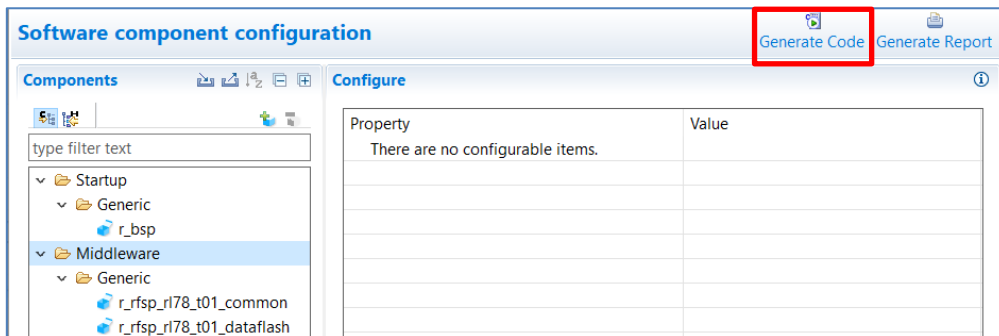 Software component configuration
Generate Code Generate Report
Components
Configure
type filter text
Property Value
There are no configurable items.
Startup
Generic
r_bsp
Middleware
Generic
r_rfsp_rl78_t01_common
r_rfsp_rl78_t01_dataflash